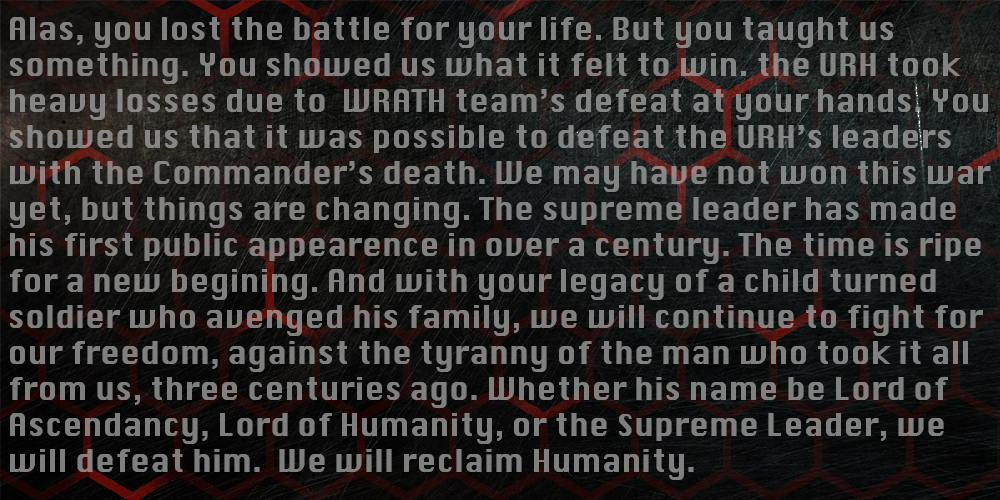 Alas, you lost the battle for your life. But you taught us
something. You showed us what it felt to win. the URH took
heavy losses due to  WRATH team's defeat at your hands. You
showed us that it was possible to defeat the URH's leaders
with the Commander's death. We may have not won this war
yet, but things are changing. The supreme leader has made
his first public appearence in over a century. The time is ripe
for a new begining. And with your legacy of a child turned
soldier who avenged his family, we will continue to fight for
our freedom, against the tyranny of the man who took it all
from us, three centuries ago. Whether his name be Lord of
Ascendancy, Lord of Humanity, or the Supreme Leader, we
will defeat him.  We will reclaim Humanity.